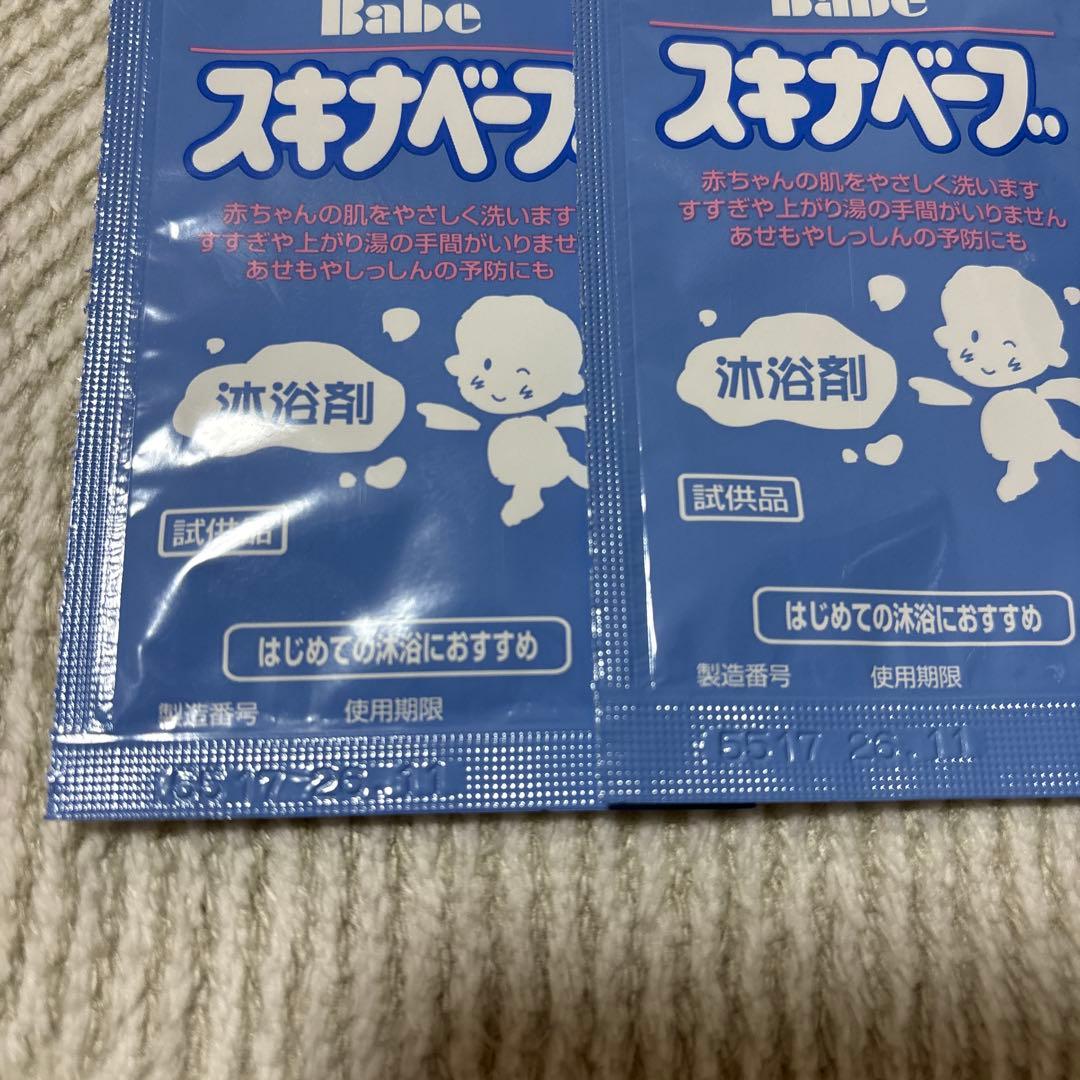 Babe
スキナベーブ
赤ちゃんの肌をやさしく洗います
すすぎや上がり湯の手間がいりませ
あせもやしっしんの予防にも
沐浴剤
試供品
はじめての沐浴におすすめ
製造番号 使用期限
26.11
Babe
スキナベーブ
赤ちゃんの肌をやさしく洗います
すすぎや上がり湯の手間がいりません
あせもやしっしんの予防にも
沐浴剤
試供品
はじめての沐浴におすすめ
製造番号 使用期限
5517 26.11